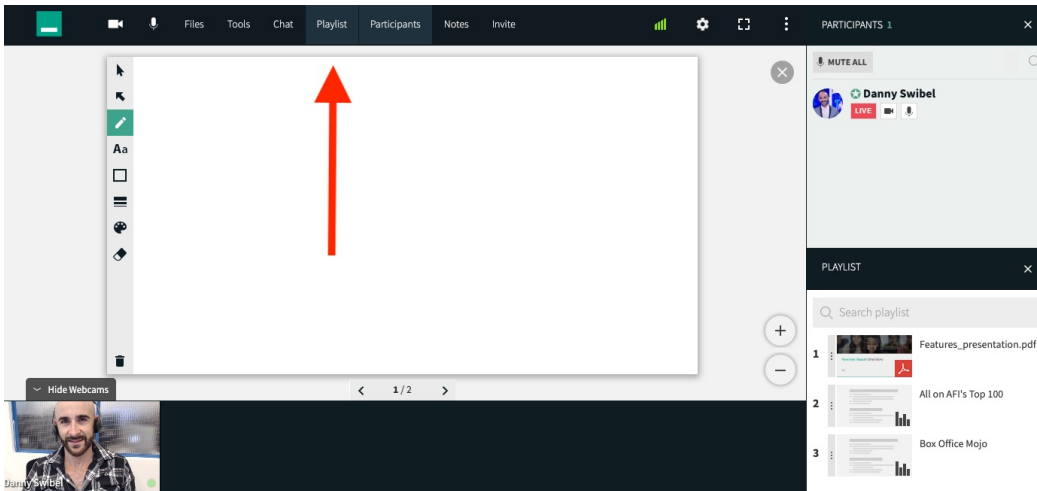 Files Tools Chat Playlist Participants Notes Invite
PARTICIPANTS 1
MUTE ALL
Danny Swibel
LIVE
Aa
PLAYLIST
Search playlist
1 Features_presentation.pdf
2 All on AFI's Top 100
3 Box Office Mojo
1 / 2
Hide Webcams
Danny Swibel